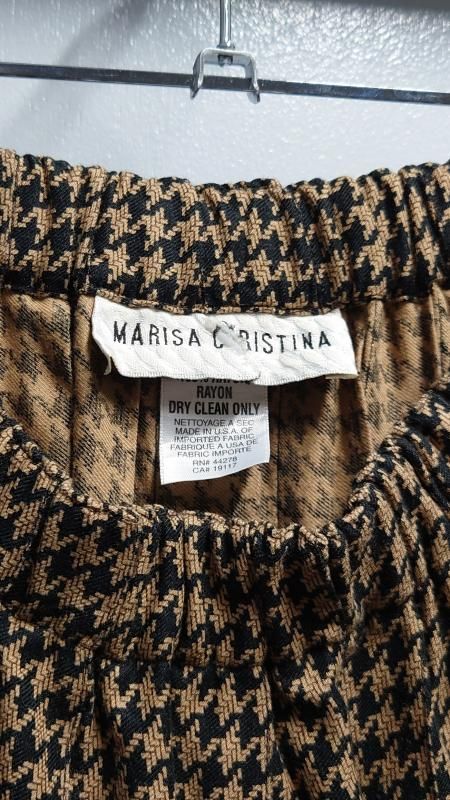 MARISA CHRISTINA
RAYON
DRY CLEAN ONLY
NETTOYAGE A SEC
MADE IN U.S.A. OF
IMPORTED FABRIC
FABRIQUE A USA DE
FABRIC IMPORTE
RN# 44278
CA# 19117